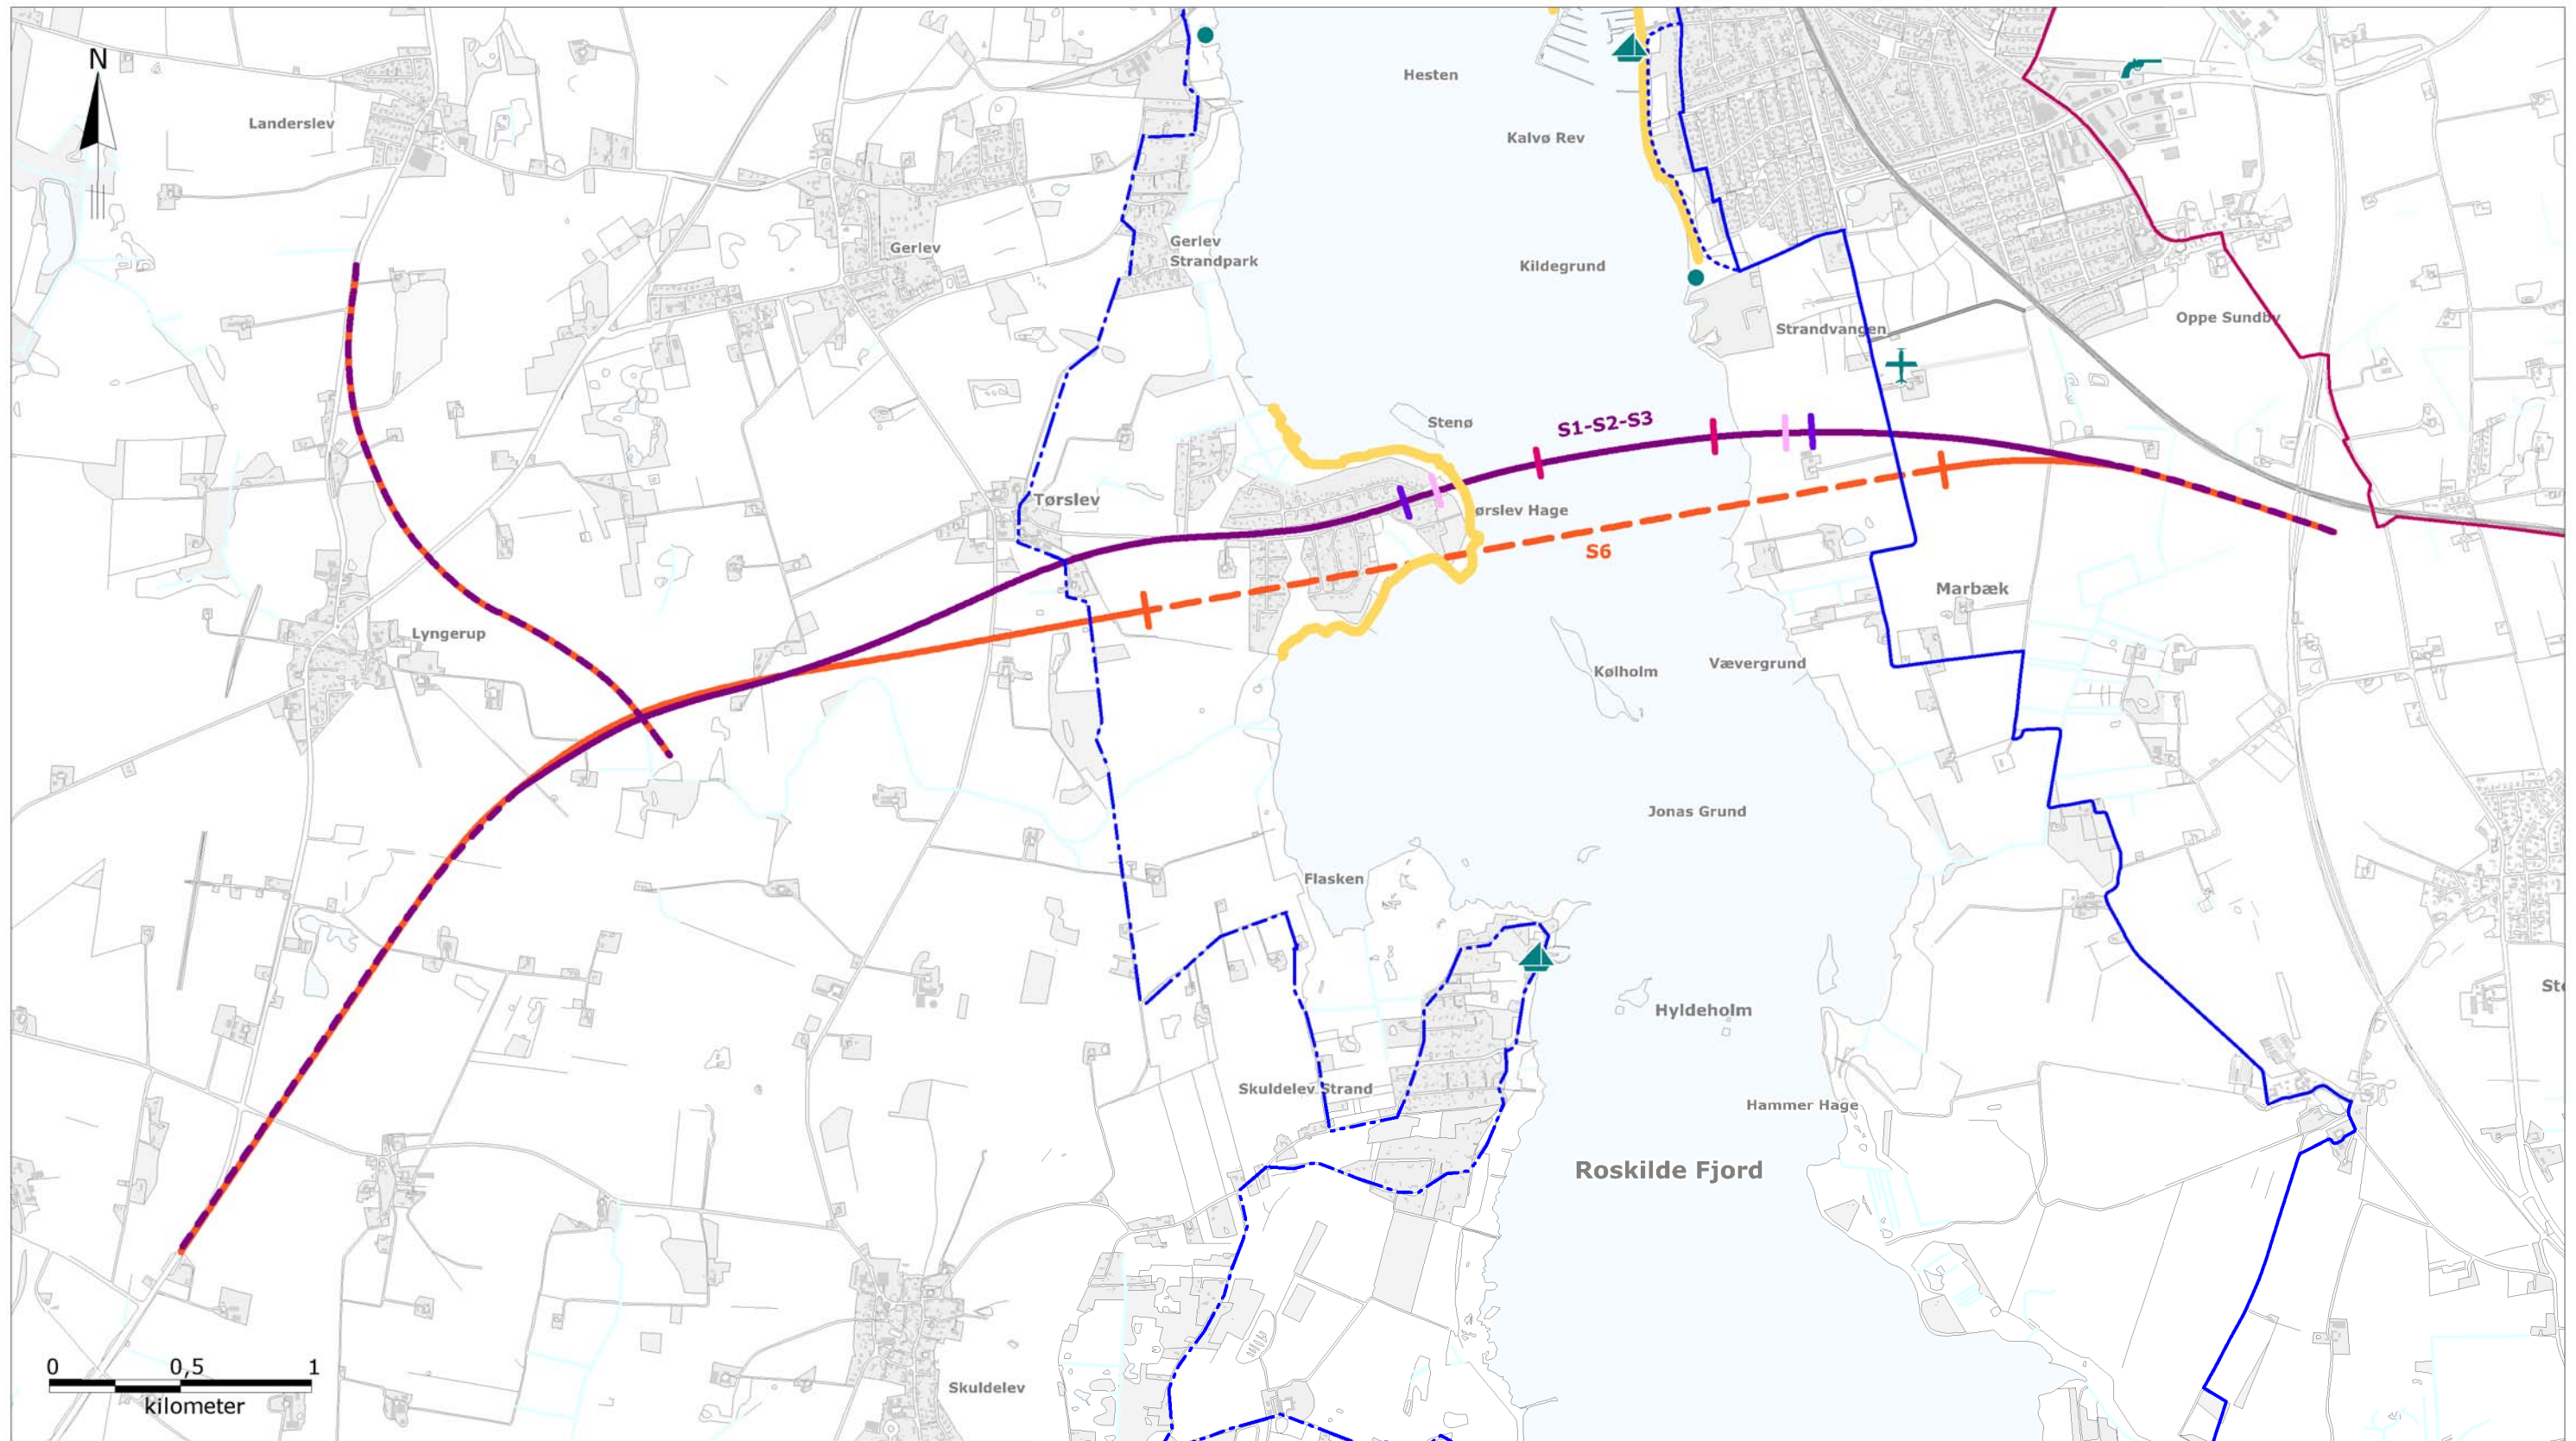 N
Hesten
Landerslev
Kalvø Rev
Gerlev
Gerlev
Strandpark
Kildegrund
Oppe Sundby
Strandvangen
S1-S2-S3
Stenø
Tørslev
ørslev Hage
S6
Marbæk
Lyngerup
Vævergrund
Kølholm
Jonas Grund
Flasken
Hyldeholm
Skuldelev Strand
Hammer Hage
Roskilde Fjord
0 0,5 1
kilometer
Skuldelev